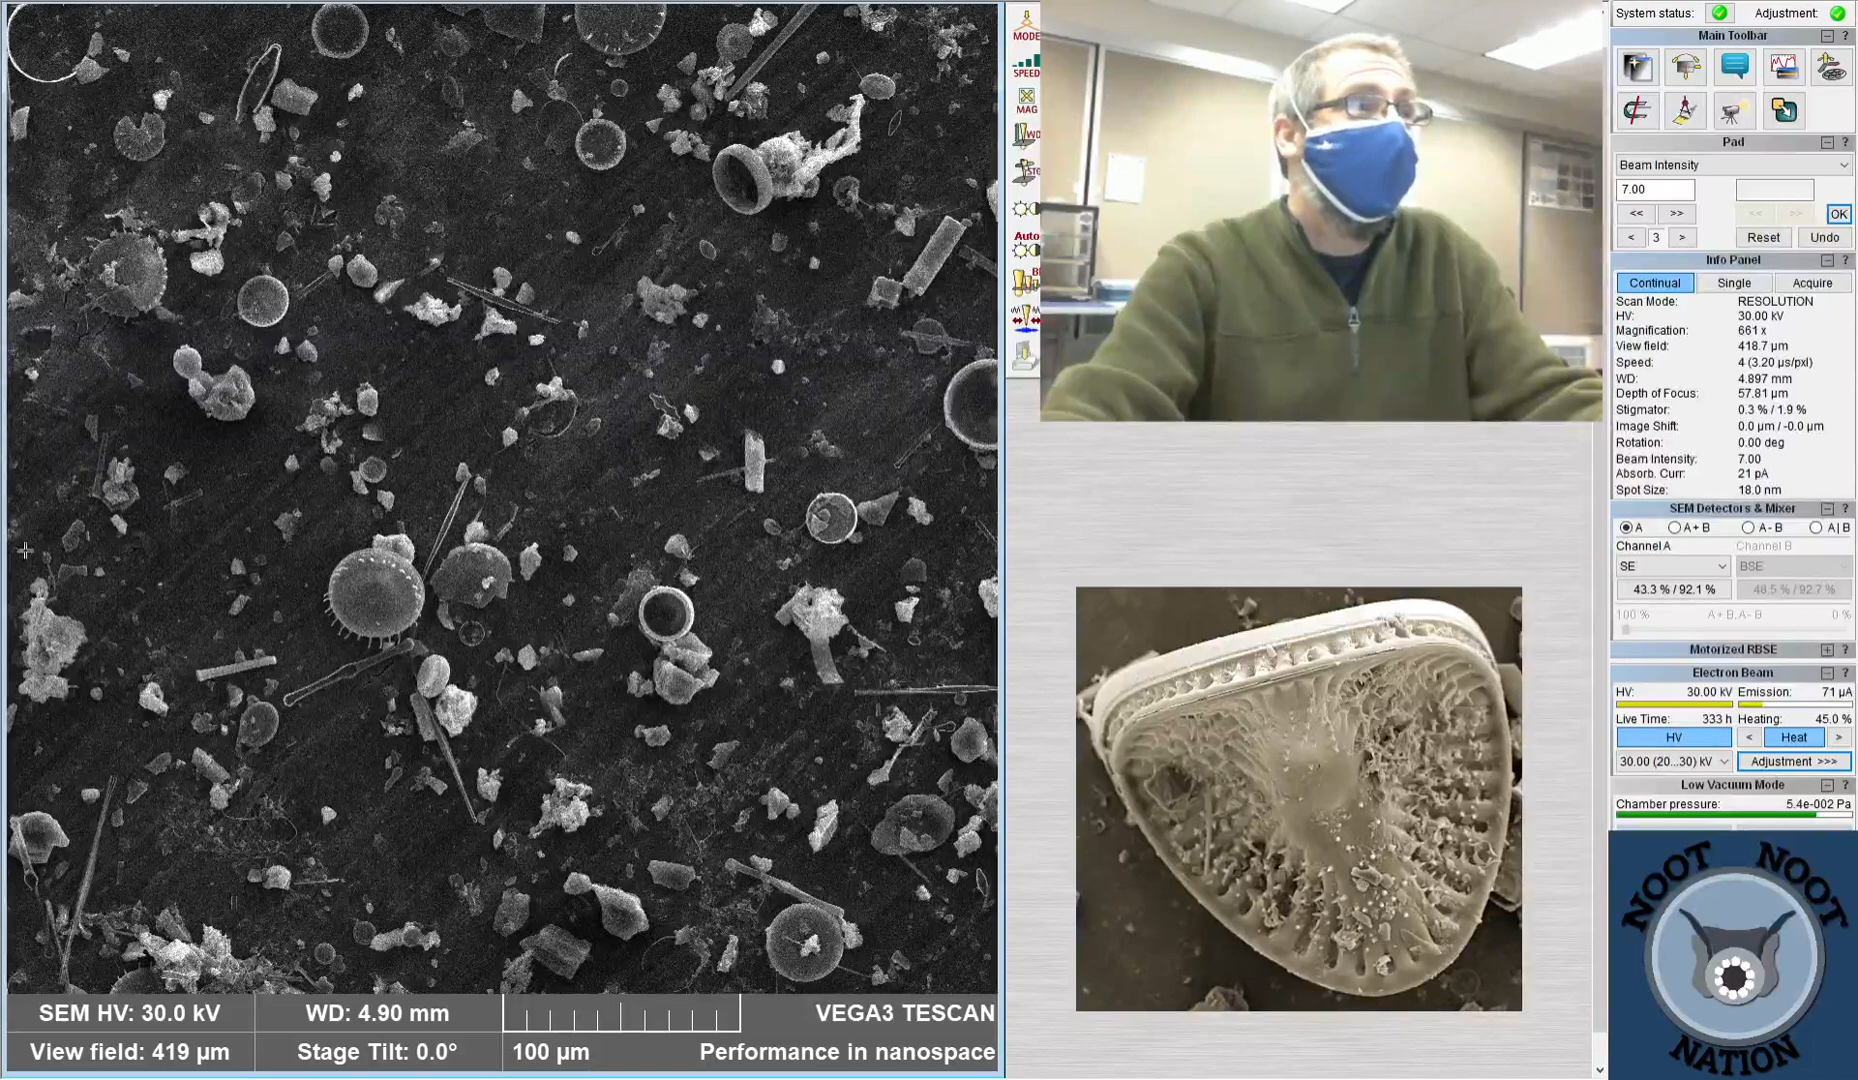 SEM HV: 30.0 kV
WD: 4.90 mm
VEGA3 TESCAN
View field: 419 µm
Stage Tilt: 0.0°
100 µm
Performance in nanospace
MODE
SPEED
MAG
WD
Auto
System status:
Adjustment:
Main Toolbar
Pad
Beam Intensity
7.00
<< >>
<< >>
OK
< 3 >
Reset
Undo
Info Panel
Continual
Single
Acquire
Scan Mode: RESOLUTION
HV: 30.00 kV
Magnification: 661 x
View field: 418.7 µm
Speed: 4 (3.20 µs/pxl)
WD: 4.897 mm
Depth of Focus: 57.81 µm
Stigmator: 0.3 % / 1.9 %
Image Shift: 0.0 µm / -0.0 µm
Rotation: 0.00 deg
Beam Intensity: 7.00
Absorb. Curr: 21 pA
Spot Size: 18.0 nm
SEM Detectors & Mixer
A A + B A - B A | B
Channel A Channel B
SE BSE
43.3 % / 92.1 % 48.5 % / 92.7 %
100 % A + B, A - B 0 %
Motorized RBSE
Electron Beam
HV: 30.00 kV Emission: 71 µA
Live Time: 333 h Heating: 45.0 %
HV < Heat >
30.00 (20...30) kV Adjustment >>>
Low Vacuum Mode
Chamber pressure: 5.4e-002 Pa
NOOT NOOT
NATION